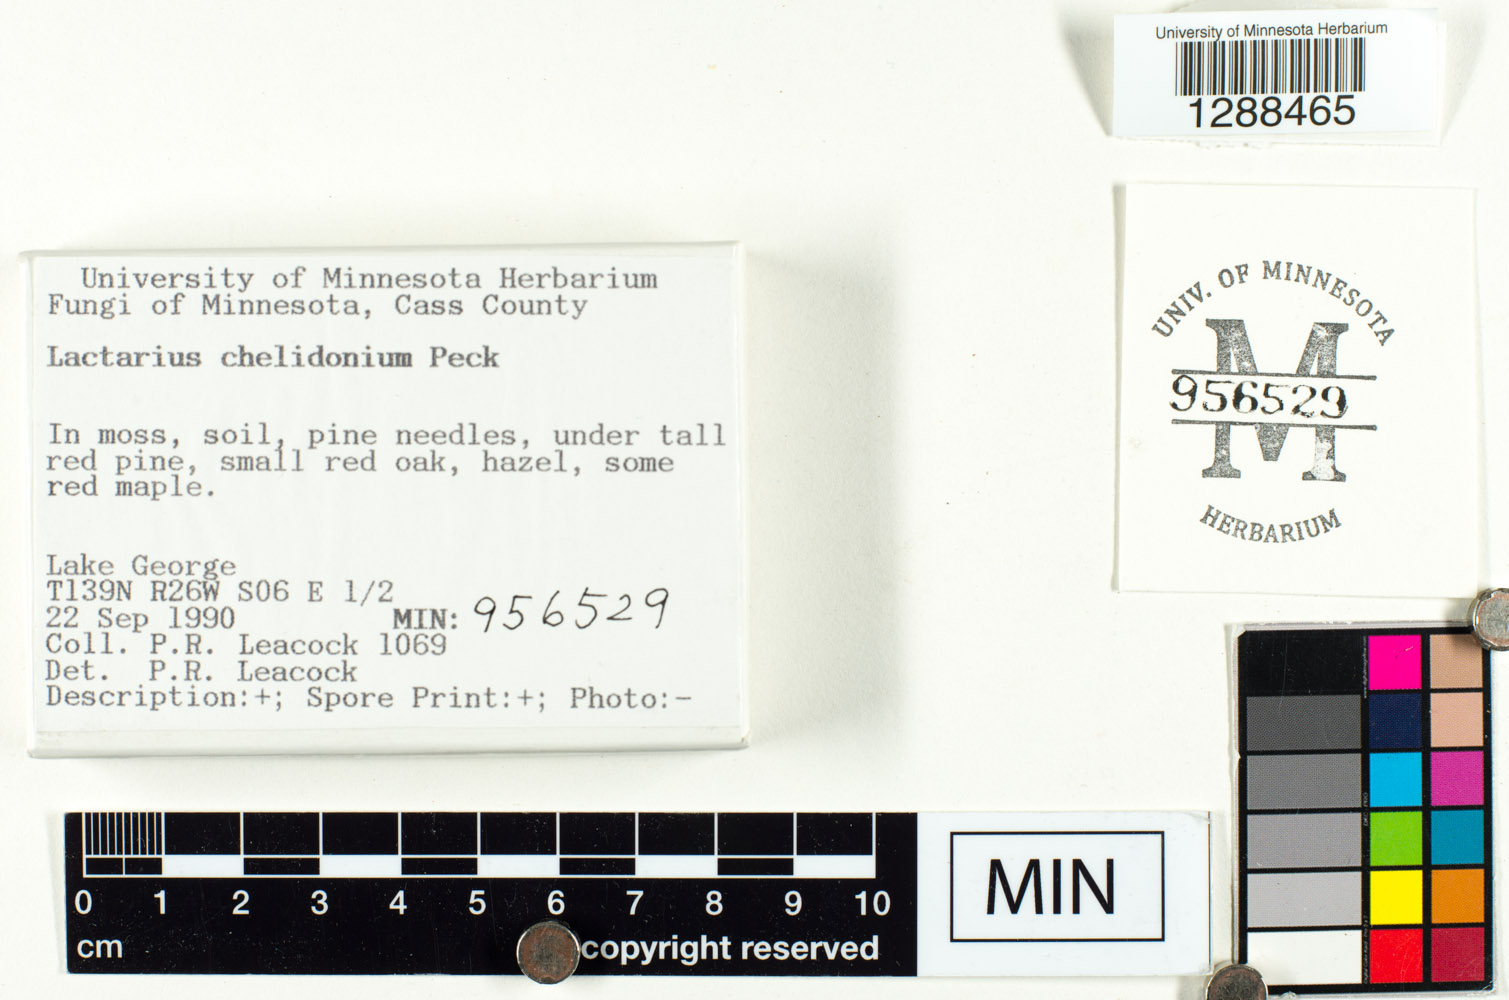 University of Minnesota Herbarium
1288465
University of Minnesota Herbarium
Fungi of Minnesota, Cass County
Lactarius chelidonium Peck
In moss, soil, pine needles, under tall
red pine, small red oak, hazel, some
red maple.
Lake George
T139N R26W S06 E 1/2
22 Sep 1990 MIN: 956529
Coll. P.R. Leacock 1069
Det. P.R. Leacock
Description:+; Spore Print:+; Photo:-
UNIV. OF MINNESOTA
M
956529
HERBARIUM
0 1 2 3 4 5 6 7 8 9 10
cm copyright reserved
MIN